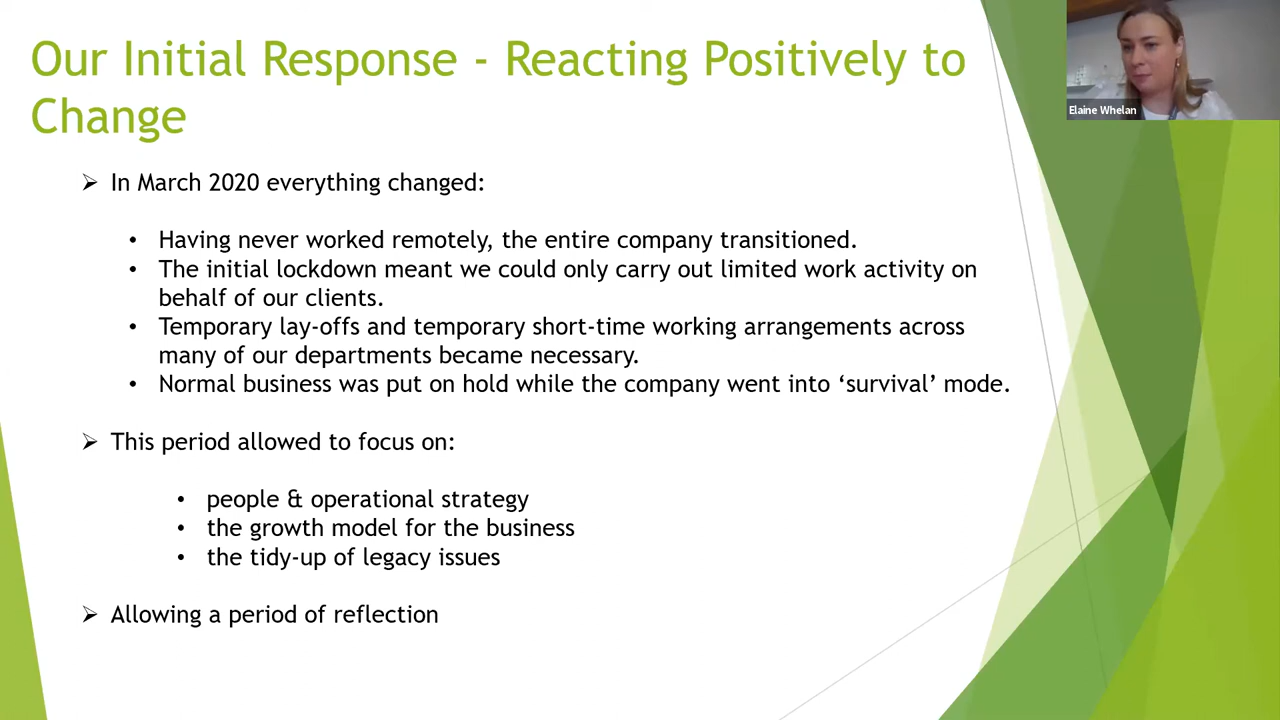 Our Initial Response - Reacting Positively to
Change
Elaine Whelan
➢ In March 2020 everything changed:
• Having never worked remotely, the entire company transitioned.
• The initial lockdown meant we could only carry out limited work activity on
behalf of our clients.
• Temporary lay-offs and temporary short-time working arrangements across
many of our departments became necessary.
• Normal business was put on hold while the company went into ‘survival’ mode.
➢ This period allowed to focus on:
• people & operational strategy
• the growth model for the business
• the tidy-up of legacy issues
➢ Allowing a period of reflection